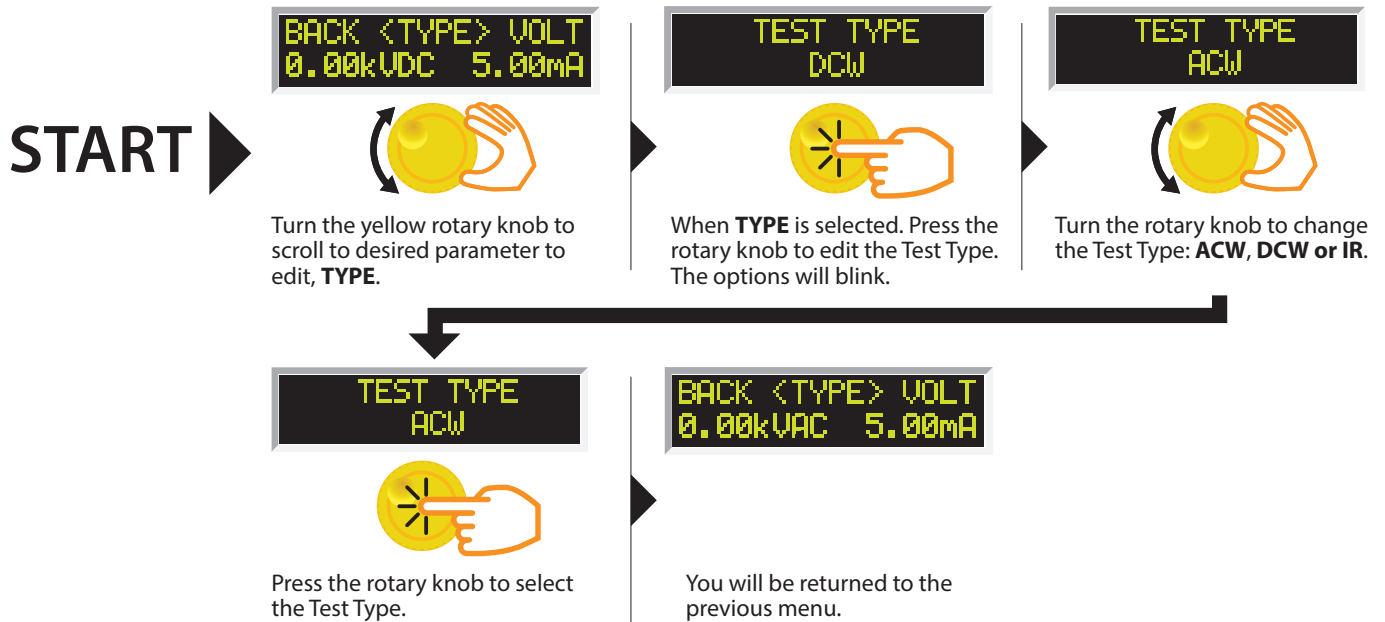 START
BACK <TYPE> VOLT
0.00kVDC 5.00mA
Turn the yellow rotary knob to
scroll to desired parameter to
edit, TYPE.
TEST TYPE
DCW
When TYPE is selected. Press the
rotary knob to edit the Test Type.
The options will blink.
TEST TYPE
ACW
Turn the rotary knob to change
the Test Type: ACW, DCW or IR.
TEST TYPE
ACW
Press the rotary knob to select
the Test Type.
BACK <TYPE> VOLT
0.00kVAC 5.00mA
You will be returned to the
previous menu.